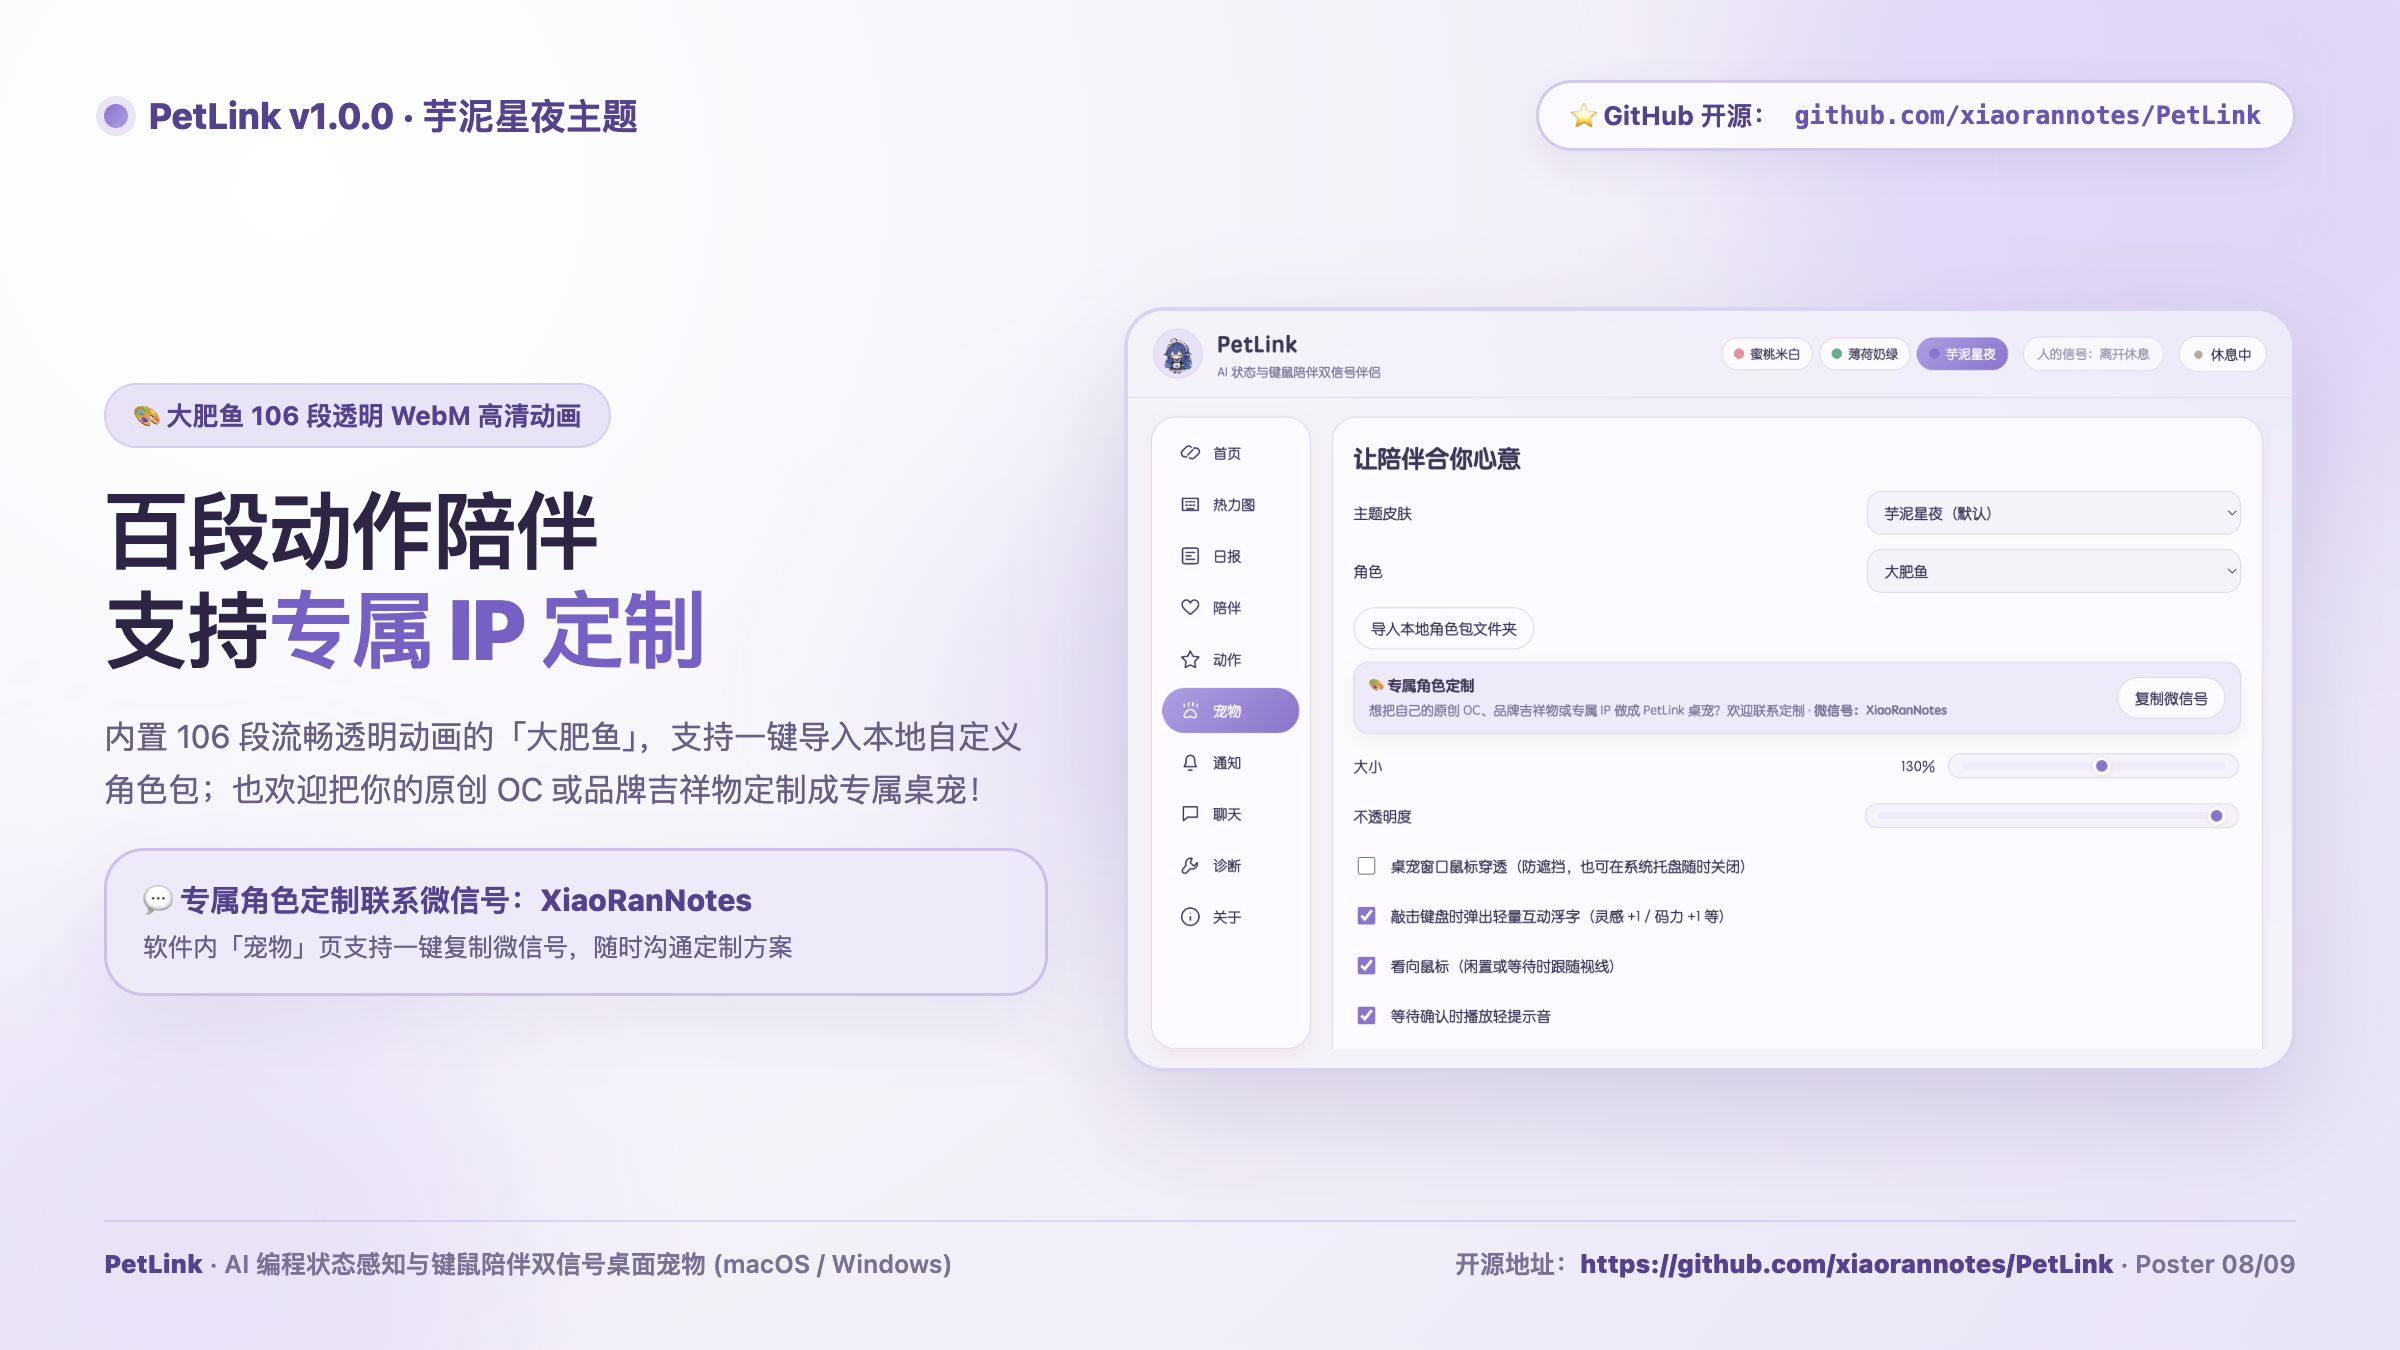 PetLink v1.0.0 · 芋泥星夜主题
⭐ GitHub 开源： github.com/xiaorannotes/PetLink
🎨 大肥鱼 106 段透明 WebM 高清动画
百段动作陪伴
支持专属 IP 定制
内置 106 段流畅透明动画的「大肥鱼」，支持一键导入本地自定义
角色包；也欢迎把你的原创 OC 或品牌吉祥物定制成专属桌宠！
💬 专属角色定制联系微信号：XiaoRanNotes
软件内「宠物」页支持一键复制微信号，随时沟通定制方案
PetLink
AI 状态与键鼠陪伴双信号伴侣
蜜桃米白
薄荷奶绿
芋泥星夜
人的信号：离开休息
休息中
首页
热力图
日报
陪伴
动作
宠物
通知
聊天
诊断
关于
让陪伴合你心意
主题皮肤
芋泥星夜（默认）
角色
大肥鱼
导入本地角色包文件夹
🎨 专属角色定制
想把自己的原创 OC、品牌吉祥物或专属 IP 做成 PetLink 桌宠？欢迎联系定制 · 微信号：XiaoRanNotes
复制微信号
大小
130%
不透明度
桌宠窗口鼠标穿透（防遮挡，也可在系统托盘随时关闭）
敲击键盘时弹出轻量互动浮字（灵感 +1 / 码力 +1 等）
看向鼠标（闲置或等待时跟随视线）
等待确认时播放轻提示音
PetLink · AI 编程状态感知与键鼠陪伴双信号桌面宠物 (macOS / Windows)
开源地址：https://github.com/xiaorannotes/PetLink · Poster 08/09